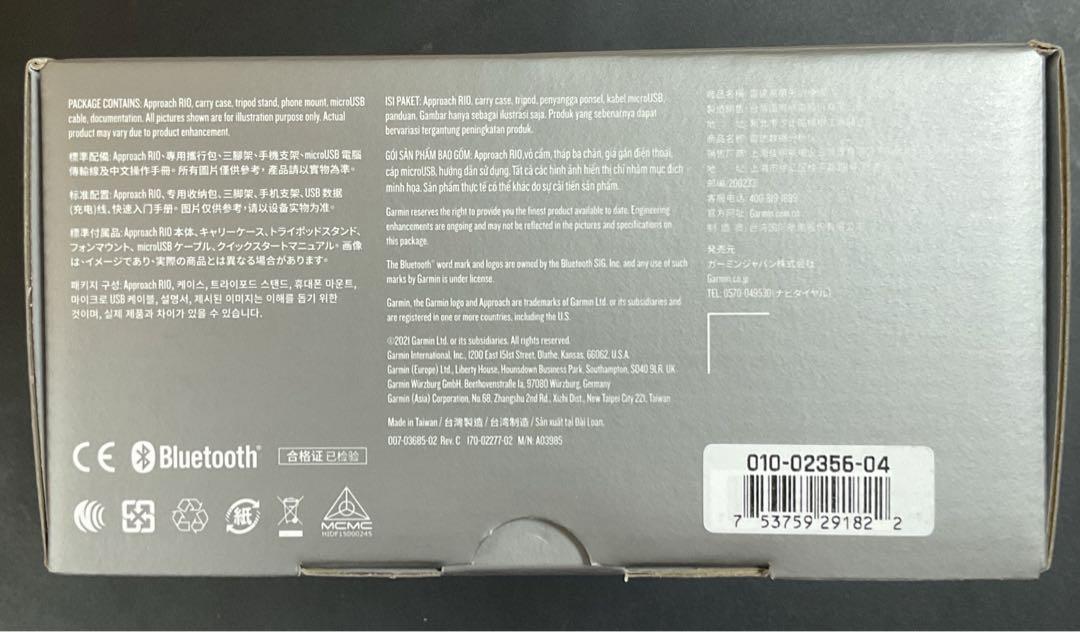 PACKAGE CONTAINS: Approach R10, carry case, tripod stand, phone mount, microUSB
cable, documentation. All pictures shown are for illustration purpose only. Actual
product may vary due to product enhancement.
標準配備: Approach R10、專用攜行包、三腳架、手機支架、microUSB 電腦
傳輸線及中文操作手冊。所有圖片僅供參考，產品請以實物為準。
标准配置: Approach R10、专用收纳包、三脚架、手机支架、USB 数据
(充电)线、快速入门手册。图片仅供参考，请以设备实物为准。
標準付属品: Approach R10 本体、キャリーケース、トライポッドスタンド、
フォンマウント、microUSB ケーブル、クイックスタートマニュアル。画像
は、イメージであり、実際の商品とは異なる場合があります。
패키지 구성: Approach R10, 케이스, 트라이포드 스탠드, 휴대폰 마운트,
마이크로 USB 케이블, 설명서, 제시된 이미지는 이해를 돕기 위한
것이며, 실제 제품과 차이가 있을 수 있습니다.
ISI PAKET: Approach R10, carry case, tripod, penyangga ponsel, kabel microUSB,
panduan. Gambar hanya sebagai ilustrasi saja. Produk yang sebenarnya dapat
bervariasi tergantung peningkatan produk.
GÓI SẢN PHẨM BAO GỒM: Approach R10, vỏ cầm, tháp ba chân, giá gắn điện thoại,
cáp microUSB, hướng dẫn sử dụng. Tất cả các hình ảnh hiển thị chỉ nhằm mục đích
minh họa. Sản phẩm thực tế có thể khác do sự cải tiến sản phẩm.
Garmin reserves the right to provide you the finest product available to date. Engineering
enhancements are ongoing and may not be reflected in the pictures and specifications on
this package.
The Bluetooth® word mark and logos are owned by the Bluetooth SIG, Inc. and any use of such
marks by Garmin is under license.
Garmin, the Garmin logo and Approach are trademarks of Garmin Ltd. or its subsidiaries and
are registered in one or more countries, including the U.S.
©2021 Garmin Ltd. or its subsidiaries. All rights reserved.
Garmin International, Inc., 1200 East 151st Street, Olathe, Kansas, 66062, U.S.A.
Garmin (Europe) Ltd., Liberty House, Hounsdown Business Park, Southampton, SO40 9LR, UK
Garmin Würzburg GmbH, Beethovenstraße 1a, 97080 Würzburg, Germany
Garmin (Asia) Corporation, No.68, Zhangshu 2nd Rd., Xizhi Dist., New Taipei City 221, Taiwan
Made in Taiwan / 台灣製造 / 台湾制造 / Sản xuất tại Đài Loan.
007-03685-02 Rev. C 170-02277-02 M/N: A03985
邮编: 200233
客服电话: 400-819-1899
官方网址: Garmin.com.cn
発売元
ガーミンジャパン株式会社
Garmin.co.jp
TEL: 0570-049530(ナビダイヤル)
CE Bluetooth®
合格证 已检验
紙
MCMC
HIDF15000245
010-02356-04
7 53759 29182 2